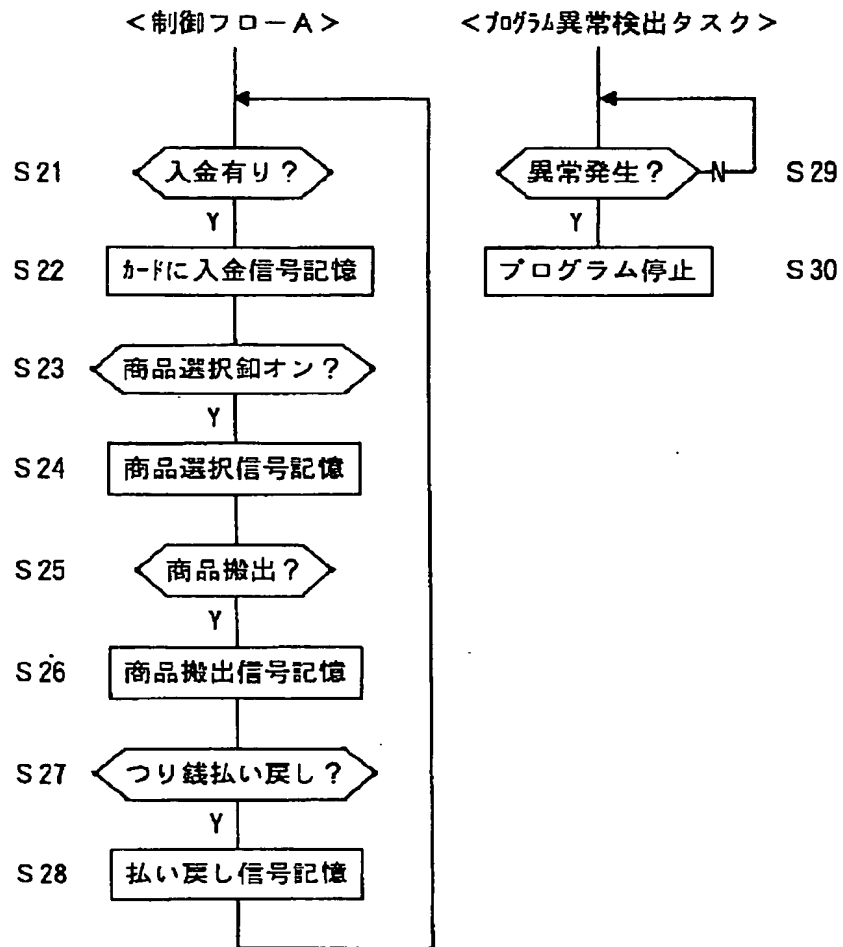 <制御フローA>
S21
入金有り?
Y
S22
カードに入金信号記憶
S23
商品選択釦オン?
Y
S24
商品選択信号記憶
S25
商品搬出?
Y
S26
商品搬出信号記憶
S27
つり銭払い戻し?
Y
S28
払い戻し信号記憶
<プログラム異常検出タスク>
異常発生?
N
S29
Y
プログラム停止
S30